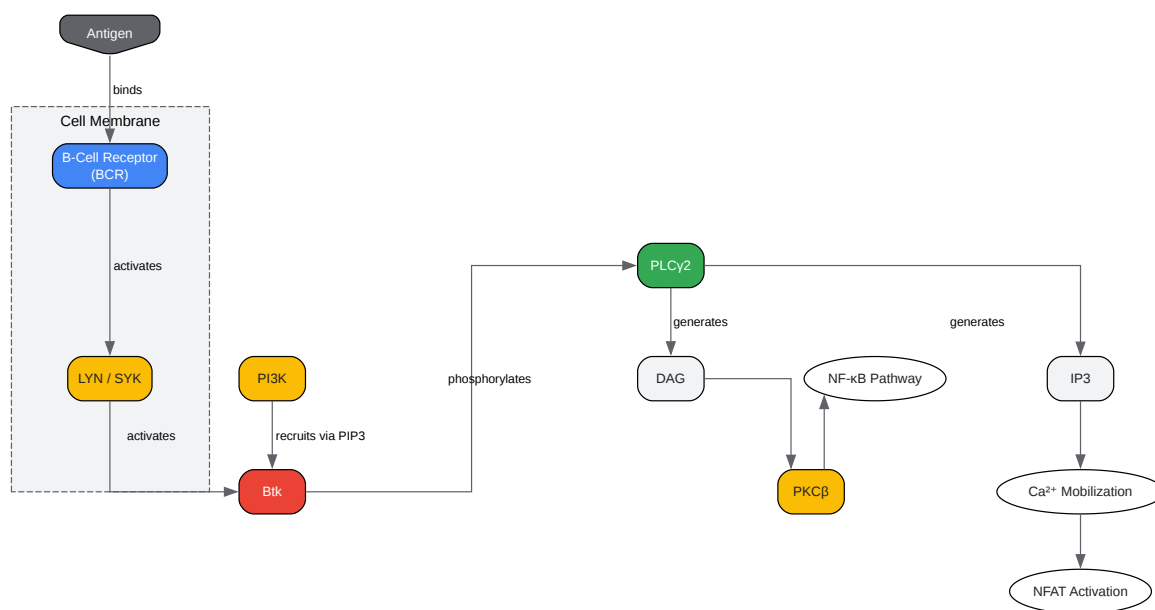 Antigen
binds
Cell Membrane
B-Cell Receptor
(BCR)
activates
PLCγ2
generates
generates
LYN / SYK
PI3K
phosphorylates
DAG
NF-κB Pathway
IP3
activates
recruits via PIP3
Btk
PKCβ
Ca²⁺ Mobilization
NFAT Activation